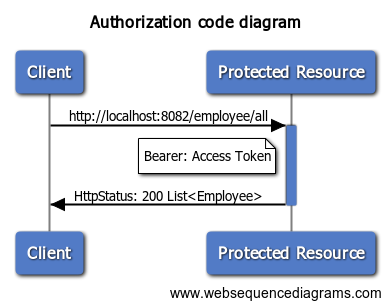 Authorization code diagram
Client
Protected Resource
http://localhost:8082/employee/all
Bearer: Access Token
HttpStatus: 200 List<Employee>
Client
Protected Resource
www.websequencediagrams.com